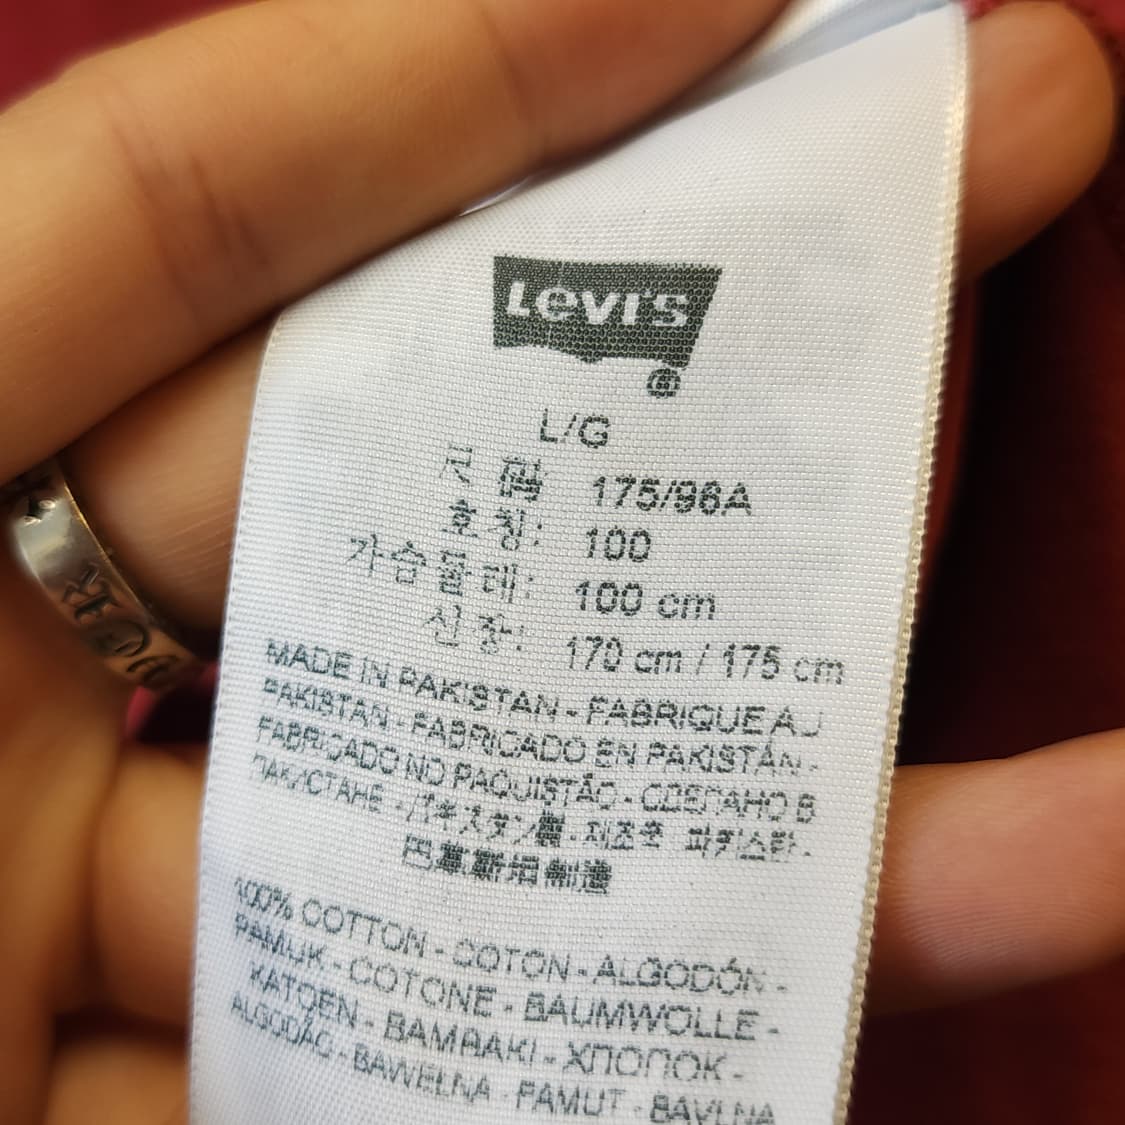 Levi's
®
L/G
175/96A
호칭: 100
가슴둘레: 100 cm
신장: 170 cm / 175 cm
MADE IN PAKISTAN - FABRIQUE AU
PAKISTAN - FABRICADO EN PAKISTÁN -
FABRICADO NO PAQUISTÃO - СДЕЛАНО В
ПАКИСТАНЕ - パキスタン製 - 제조국 파키스탄 -
巴基斯坦制造
100% COTTON - COTON - ALGODÓN -
PAMUK - COTONE - BAUMWOLLE -
KATOEN - BAMBAKI - ХЛОПОК -
ALGODÃO - BAWEŁNA - PAMUT - BAVLNA